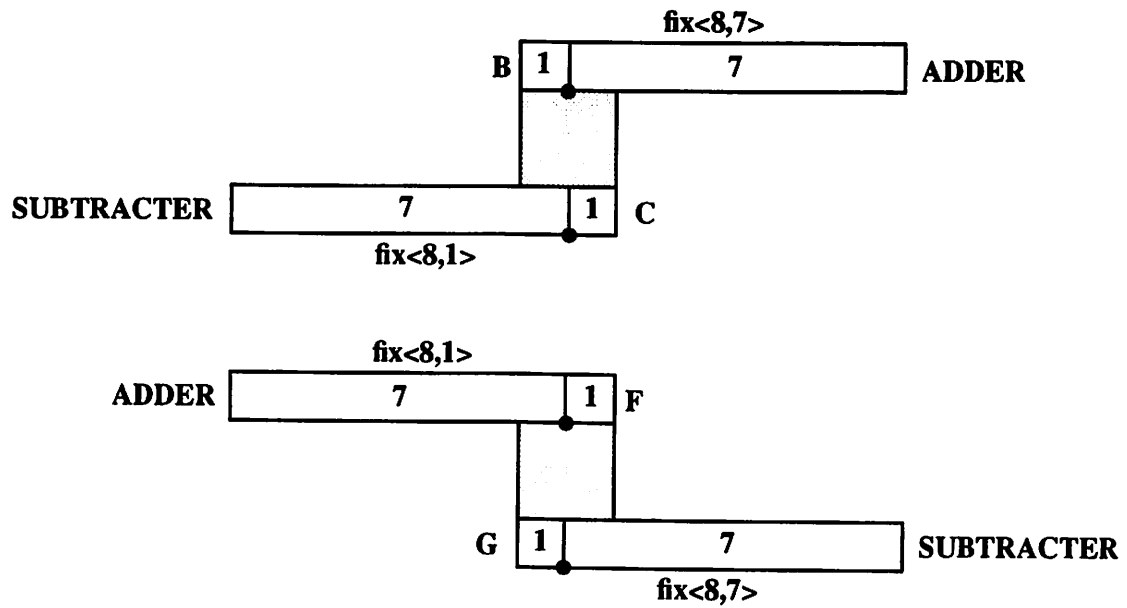 fix<8,7>
B 1 7 ADDER
SUBTRACTER 7 1 C
fix<8,1>
fix<8,1>
ADDER 7 1 F
G 1 7 SUBTRACTER
fix<8,7>